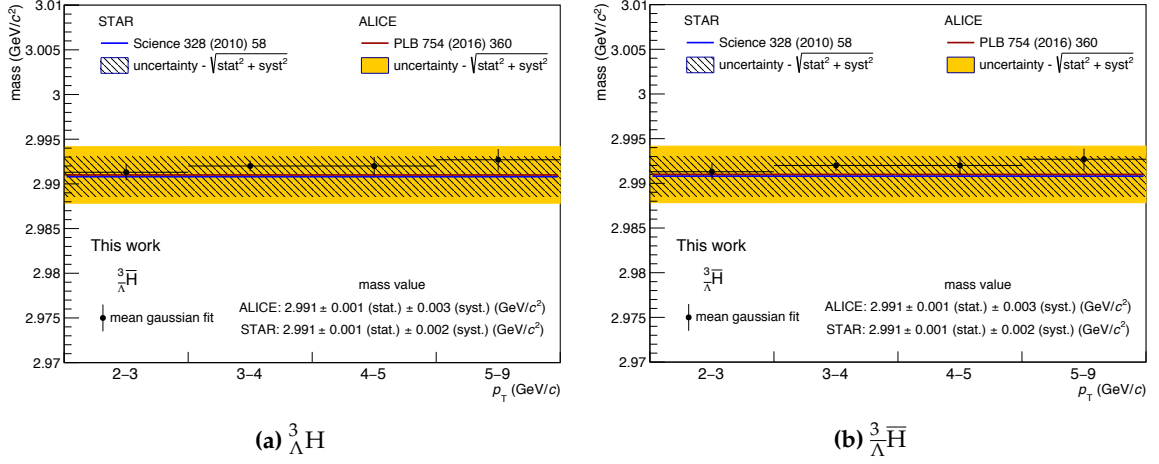 3.01
3.005
3
2.995
2.99
2.985
2.98
2.975
2.97
mass (GeV/c²)
STAR
Science 328 (2010) 58
uncertainty - √stat² + syst²
ALICE
PLB 754 (2016) 360
uncertainty - √stat² + syst²
This work
³_Λ̅H̅
mean gaussian fit
mass value
ALICE: 2.991 ± 0.001 (stat.) ± 0.003 (syst.) (GeV/c²)
STAR: 2.991 ± 0.001 (stat.) ± 0.002 (syst.) (GeV/c²)
2–3 3–4 4–5 5–9
p_T (GeV/c)
(a) ³_ΛH
3.01
3.005
3
2.995
2.99
2.985
2.98
2.975
2.97
mass (GeV/c²)
STAR
Science 328 (2010) 58
uncertainty - √stat² + syst²
ALICE
PLB 754 (2016) 360
uncertainty - √stat² + syst²
This work
³_Λ̅H̅
mean gaussian fit
mass value
ALICE: 2.991 ± 0.001 (stat.) ± 0.003 (syst.) (GeV/c²)
STAR: 2.991 ± 0.001 (stat.) ± 0.002 (syst.) (GeV/c²)
2–3 3–4 4–5 5–9
p_T (GeV/c)
(b) ³_Λ̅H̅